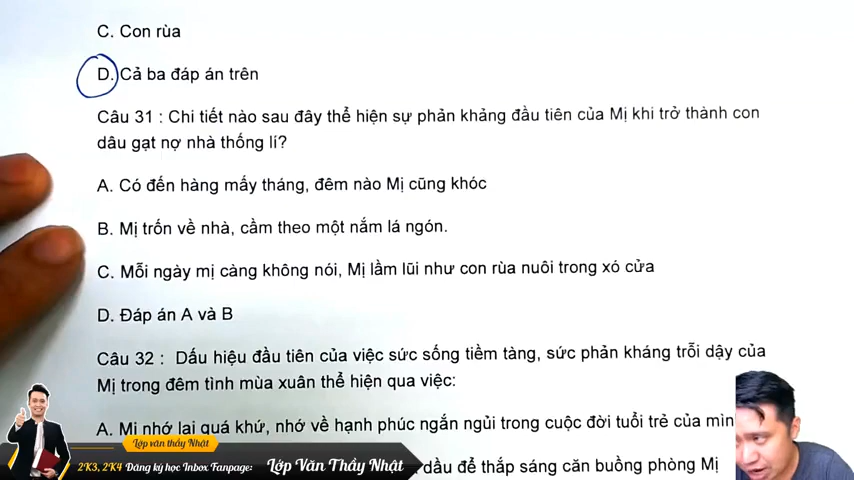 C. Con rùa
D. Cả ba đáp án trên
Câu 31 : Chi tiết nào sau đây thể hiện sự phản khảng đầu tiên của Mị khi trở thành con
dâu gạt nợ nhà thống lí?
A. Có đến hàng mấy tháng, đêm nào Mị cũng khóc
B. Mị trốn về nhà, cầm theo một nắm lá ngón.
C. Mỗi ngày mị càng không nói, Mị lầm lũi như con rùa nuôi trong xó cửa
D. Đáp án A và B
Câu 32 : Dấu hiệu đầu tiên của việc sức sống tiềm tàng, sức phản kháng trỗi dậy của
Mị trong đêm tình mùa xuân thể hiện qua việc:
A. Mị nhớ lại quá khứ, nhớ về hạnh phúc ngắn ngủi trong cuộc đời tuổi trẻ của
dầu để thắp sáng căn buồng phòng Mị
Lớp văn thầy Nhật
2K3, 2K4 Đăng ký học Inbox Fanpage: Lớp Văn Thầy Nhật